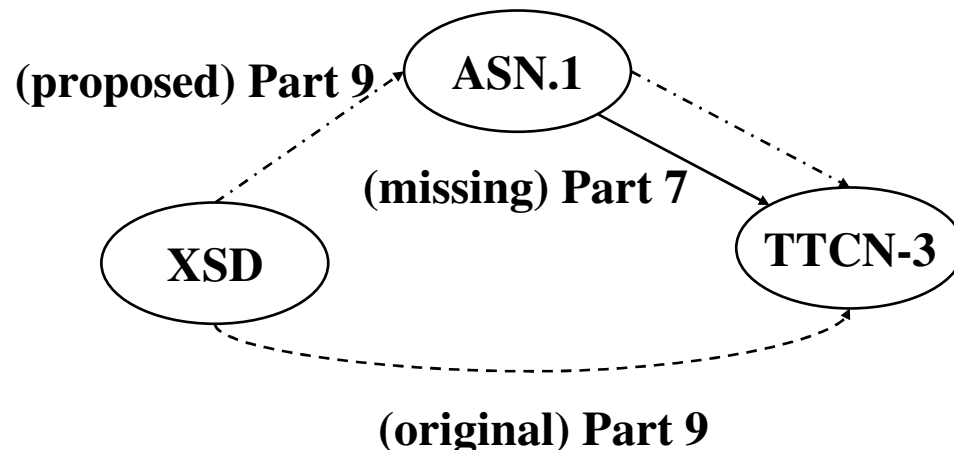 ASN.1
(proposed) Part 9
(missing) Part 7
XSD
TTCN-3
(original) Part 9